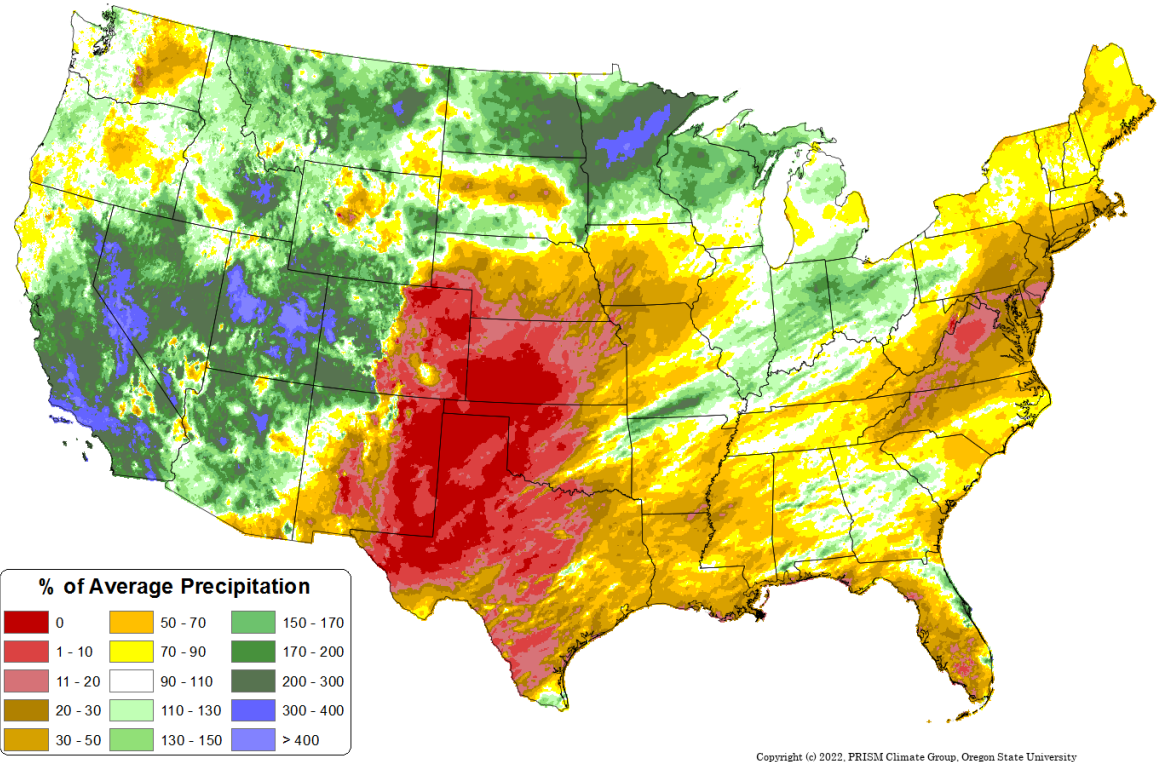 % of Average Precipitation
0 50 - 70 150 - 170
1 - 10 70 - 90 170 - 200
11 - 20 90 - 110 200 - 300
20 - 30 110 - 130 300 - 400
30 - 50 130 - 150 > 400
Copyright (c) 2022, PRISM Climate Group, Oregon State University